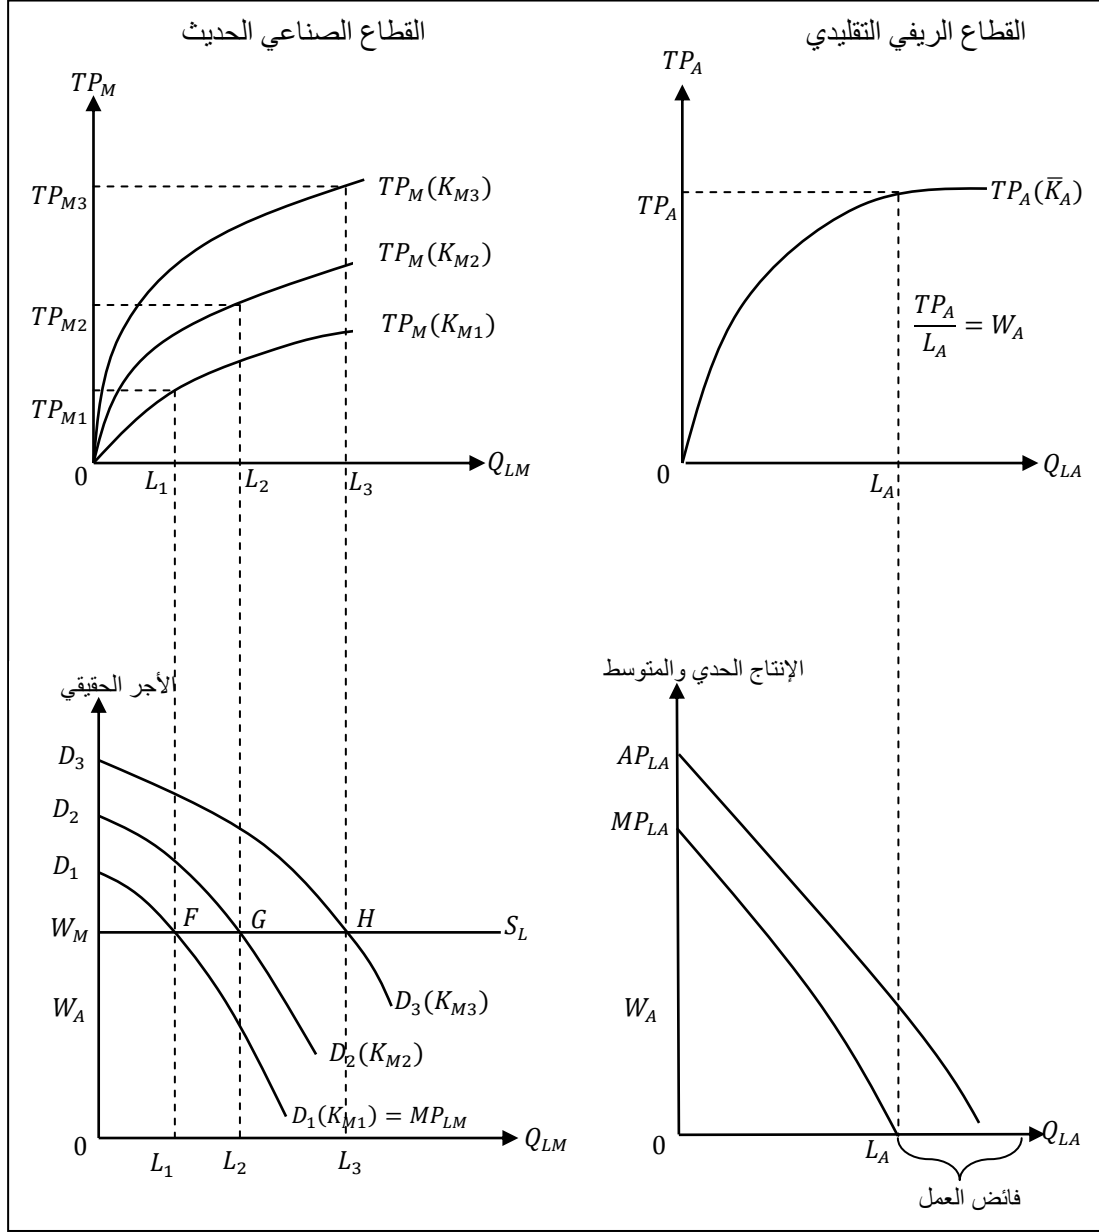 القطاع الريفي التقليدي
القطاع الصناعي الحديث
TP_M
TP_M3
TP_M2
TP_M1
0
TP_M(K_M3)
TP_M(K_M2)
TP_M(K_M1)
L_1
L_2
L_3
Q_LM
TP_A
TP_A
0
TP_A(K̅_A)
TP_A/L_A = W_A
L_A
Q_LA
الأجر الحقيقي
D_3
D_2
D_1
W_M
W_A
0
F
G
H
S_L
D_3(K_M3)
D_2(K_M2)
D_1(K_M1) = MP_LM
L_1
L_2
L_3
Q_LM
الإنتاج الحدي والمتوسط
AP_LA
MP_LA
W_A
0
L_A
Q_LA
فائض العمل